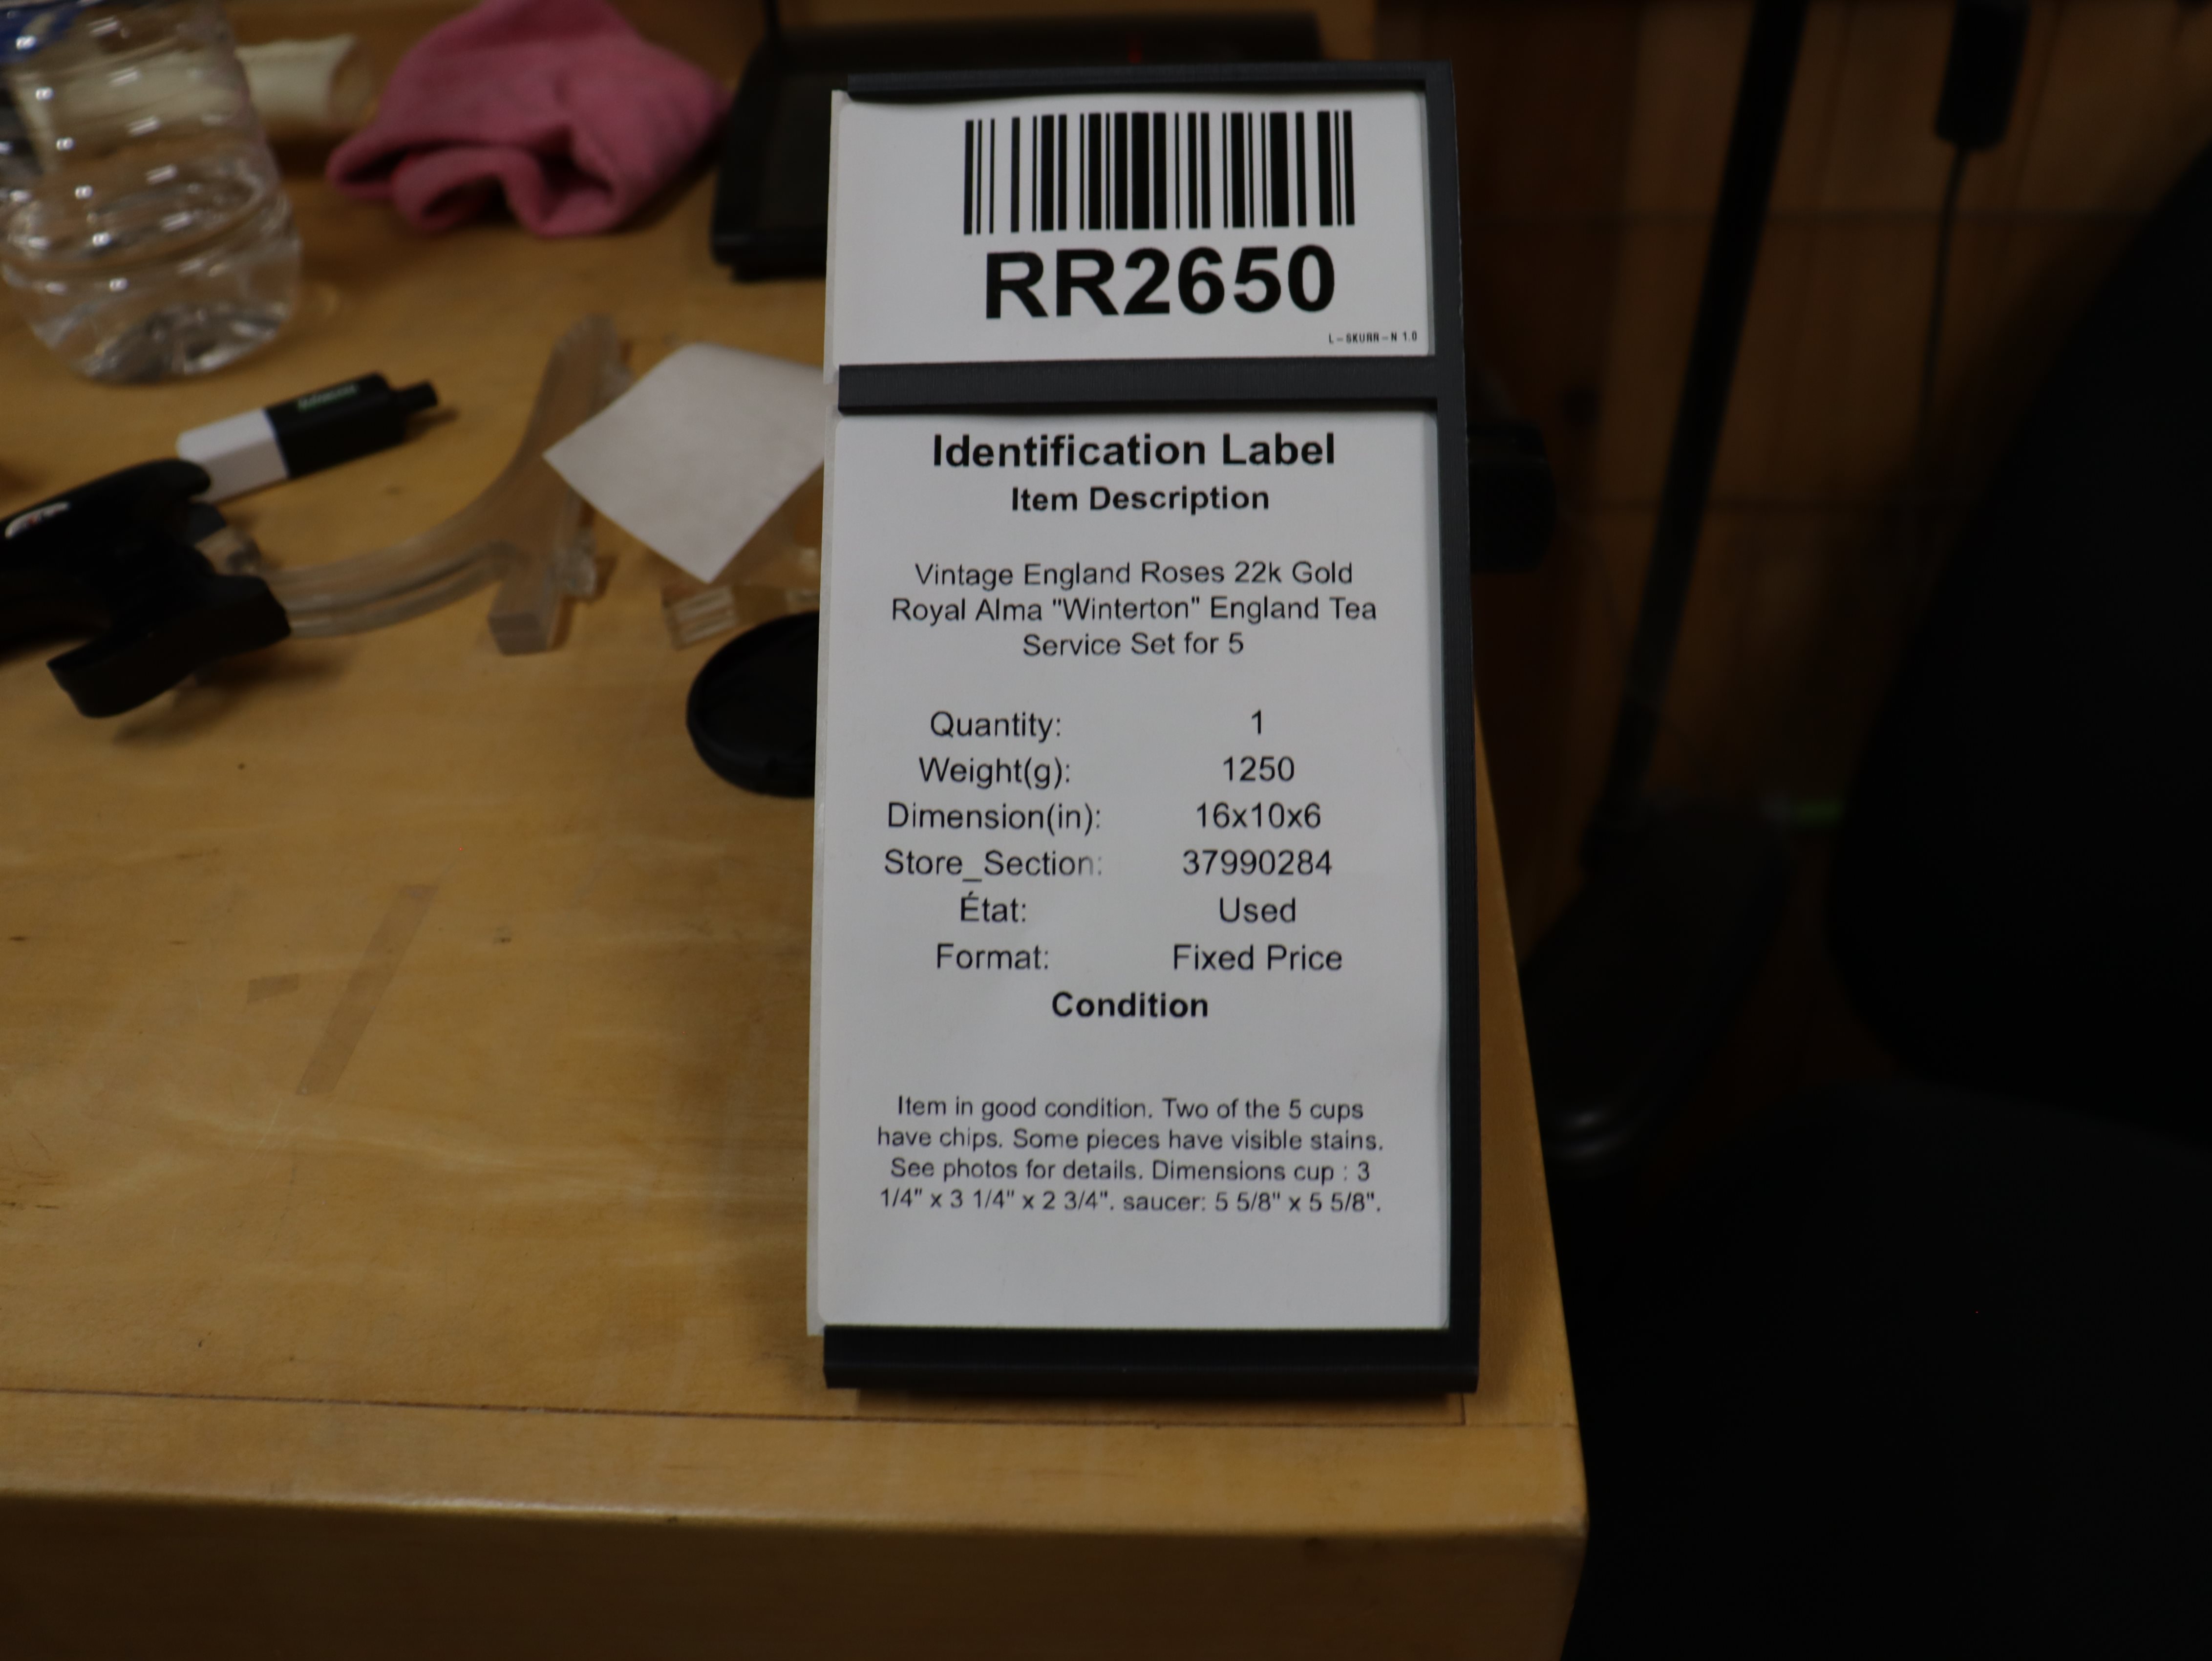 RR2650
L-SKURR-N 1.0
Identification Label
Item Description
Vintage England Roses 22k Gold
Royal Alma "Winterton" England Tea
Service Set for 5
Quantity: 1
Weight(g): 1250
Dimension(in): 16x10x6
Store_Section: 37990284
État: Used
Format: Fixed Price
Condition
Item in good condition. Two of the 5 cups
have chips. Some pieces have visible stains.
See photos for details. Dimensions cup : 3
1/4" x 3 1/4" x 2 3/4". saucer: 5 5/8" x 5 5/8".